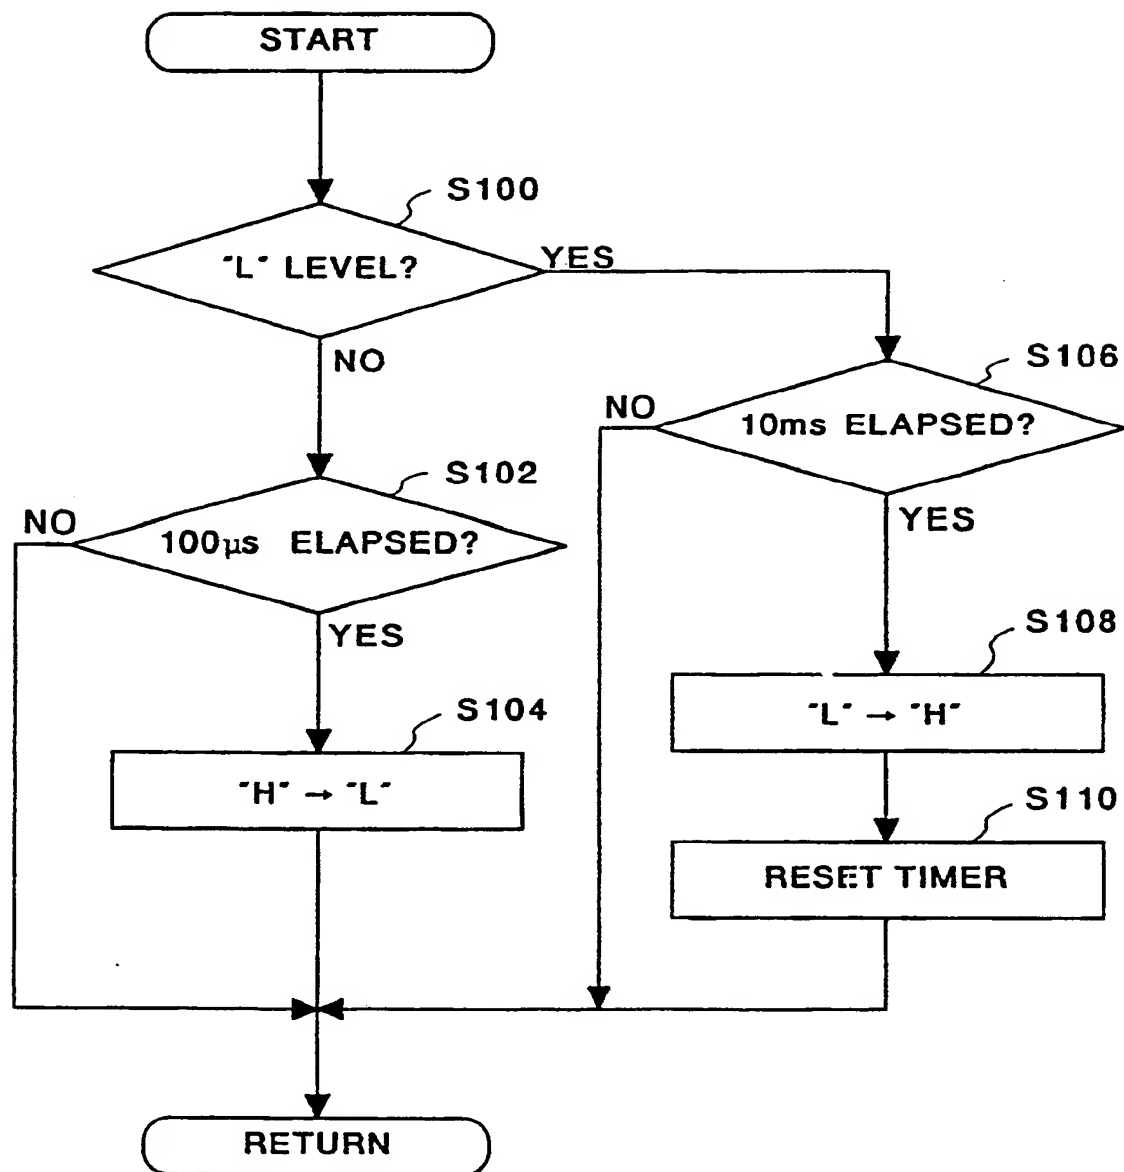 START
S100
"L" LEVEL?
YES
NO
S106
NO
10ms ELAPSED?
S102
NO
100μs ELAPSED?
YES
YES
S108
"L" → "H"
S104
"H" → "L"
S110
RESET TIMER
RETURN